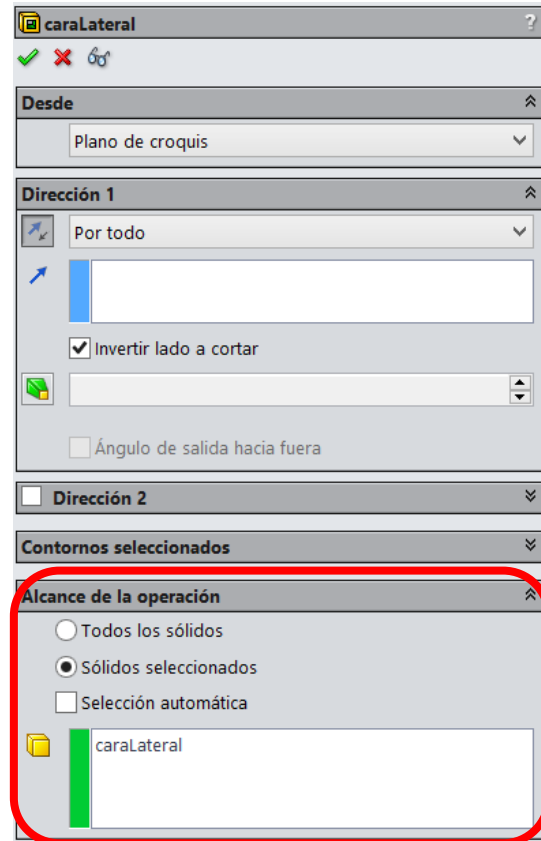 caraLateral
?
Desde
Plano de croquis
Dirección 1
Por todo
Invertir lado a cortar
Ángulo de salida hacia fuera
Dirección 2
Contornos seleccionados
Alcance de la operación
Todos los sólidos
Sólidos seleccionados
Selección automática
caraLateral